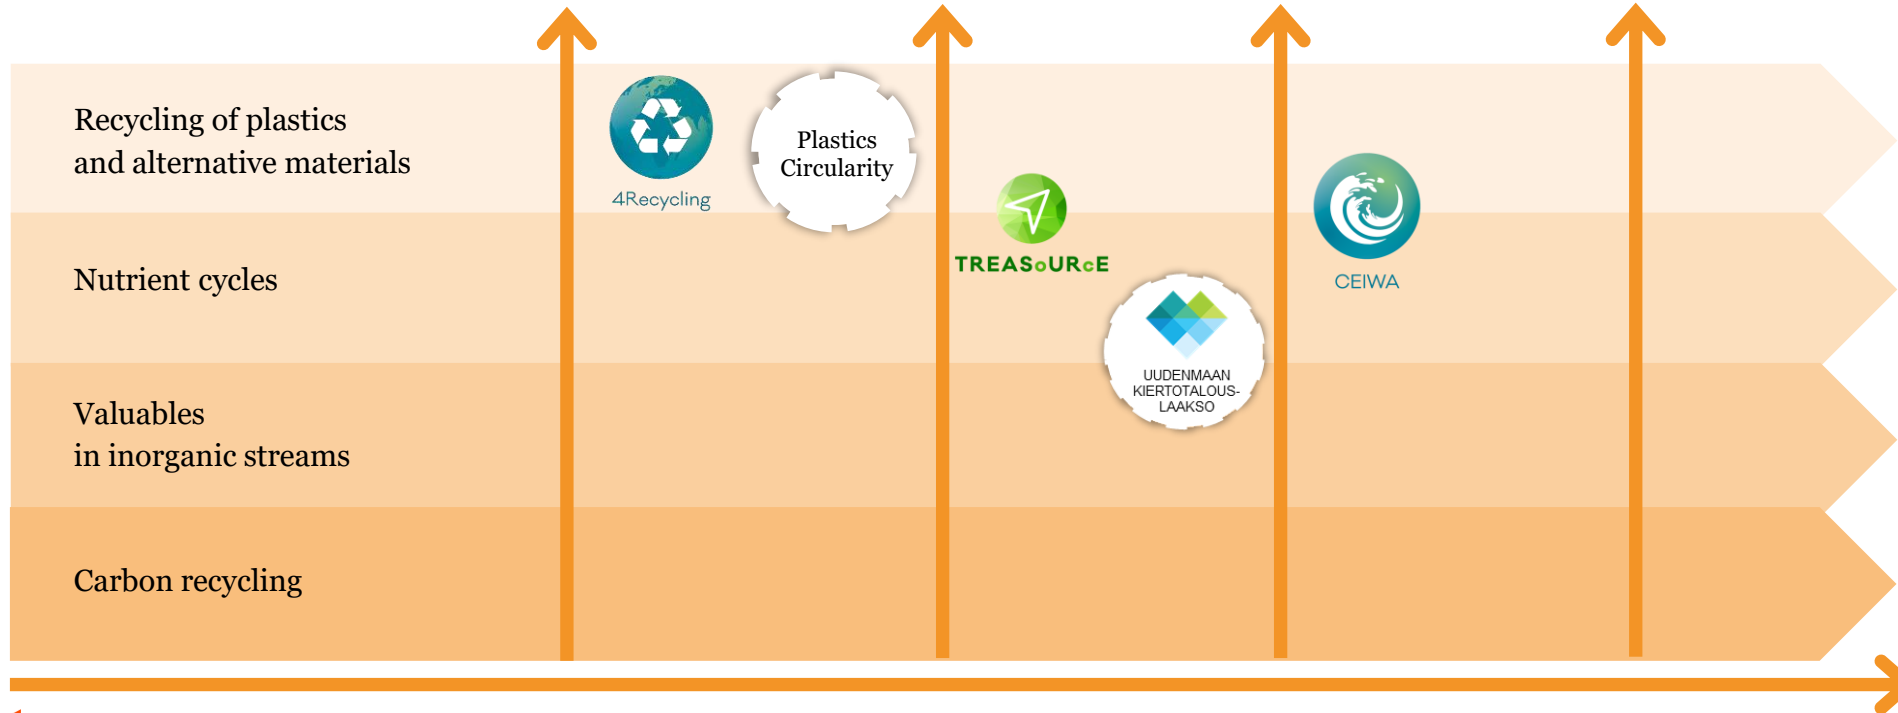 Recycling of plastics
and alternative materials
4Recycling
Plastics
Circularity
TREASoURcE
Nutrient cycles
CEIWA
UUDENMAAN
KIERTOTALOUS-
LAAKSO
Valuables
in inorganic streams
Carbon recycling